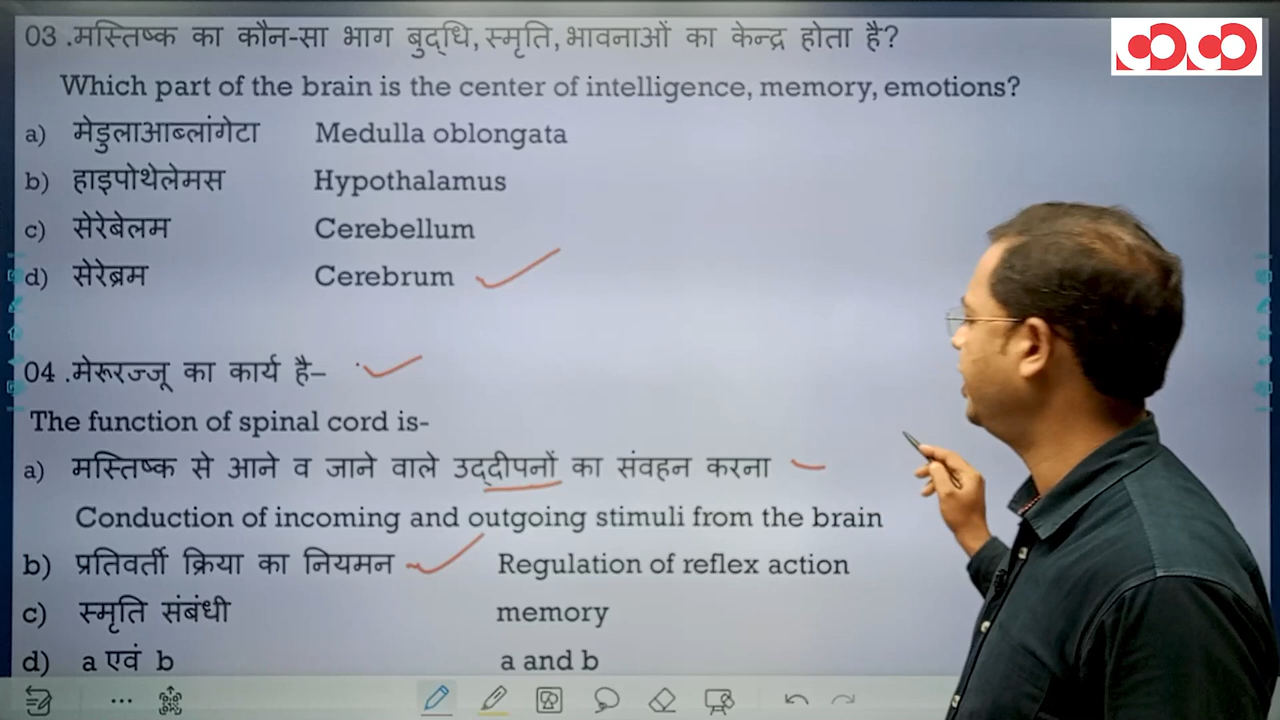 03 .मस्तिष्क का कौन-सा भाग बुद्धि, स्मृति, भावनाओं का केन्द्र होता है?
Which part of the brain is the center of intelligence, memory, emotions?
a) मेडुलाआब्लांगेटा Medulla oblongata
b) हाइपोथेलेमस Hypothalamus
c) सेरेबेलम Cerebellum
d) सेरेब्रम Cerebrum
04 .मेरूरज्जू का कार्य है–
The function of spinal cord is-
a) मस्तिष्क से आने व जाने वाले उद्दीपनों का संवहन करना
Conduction of incoming and outgoing stimuli from the brain
b) प्रतिवर्ती क्रिया का नियमन Regulation of reflex action
c) स्मृति संबंधी memory
d) a एवं b a and b